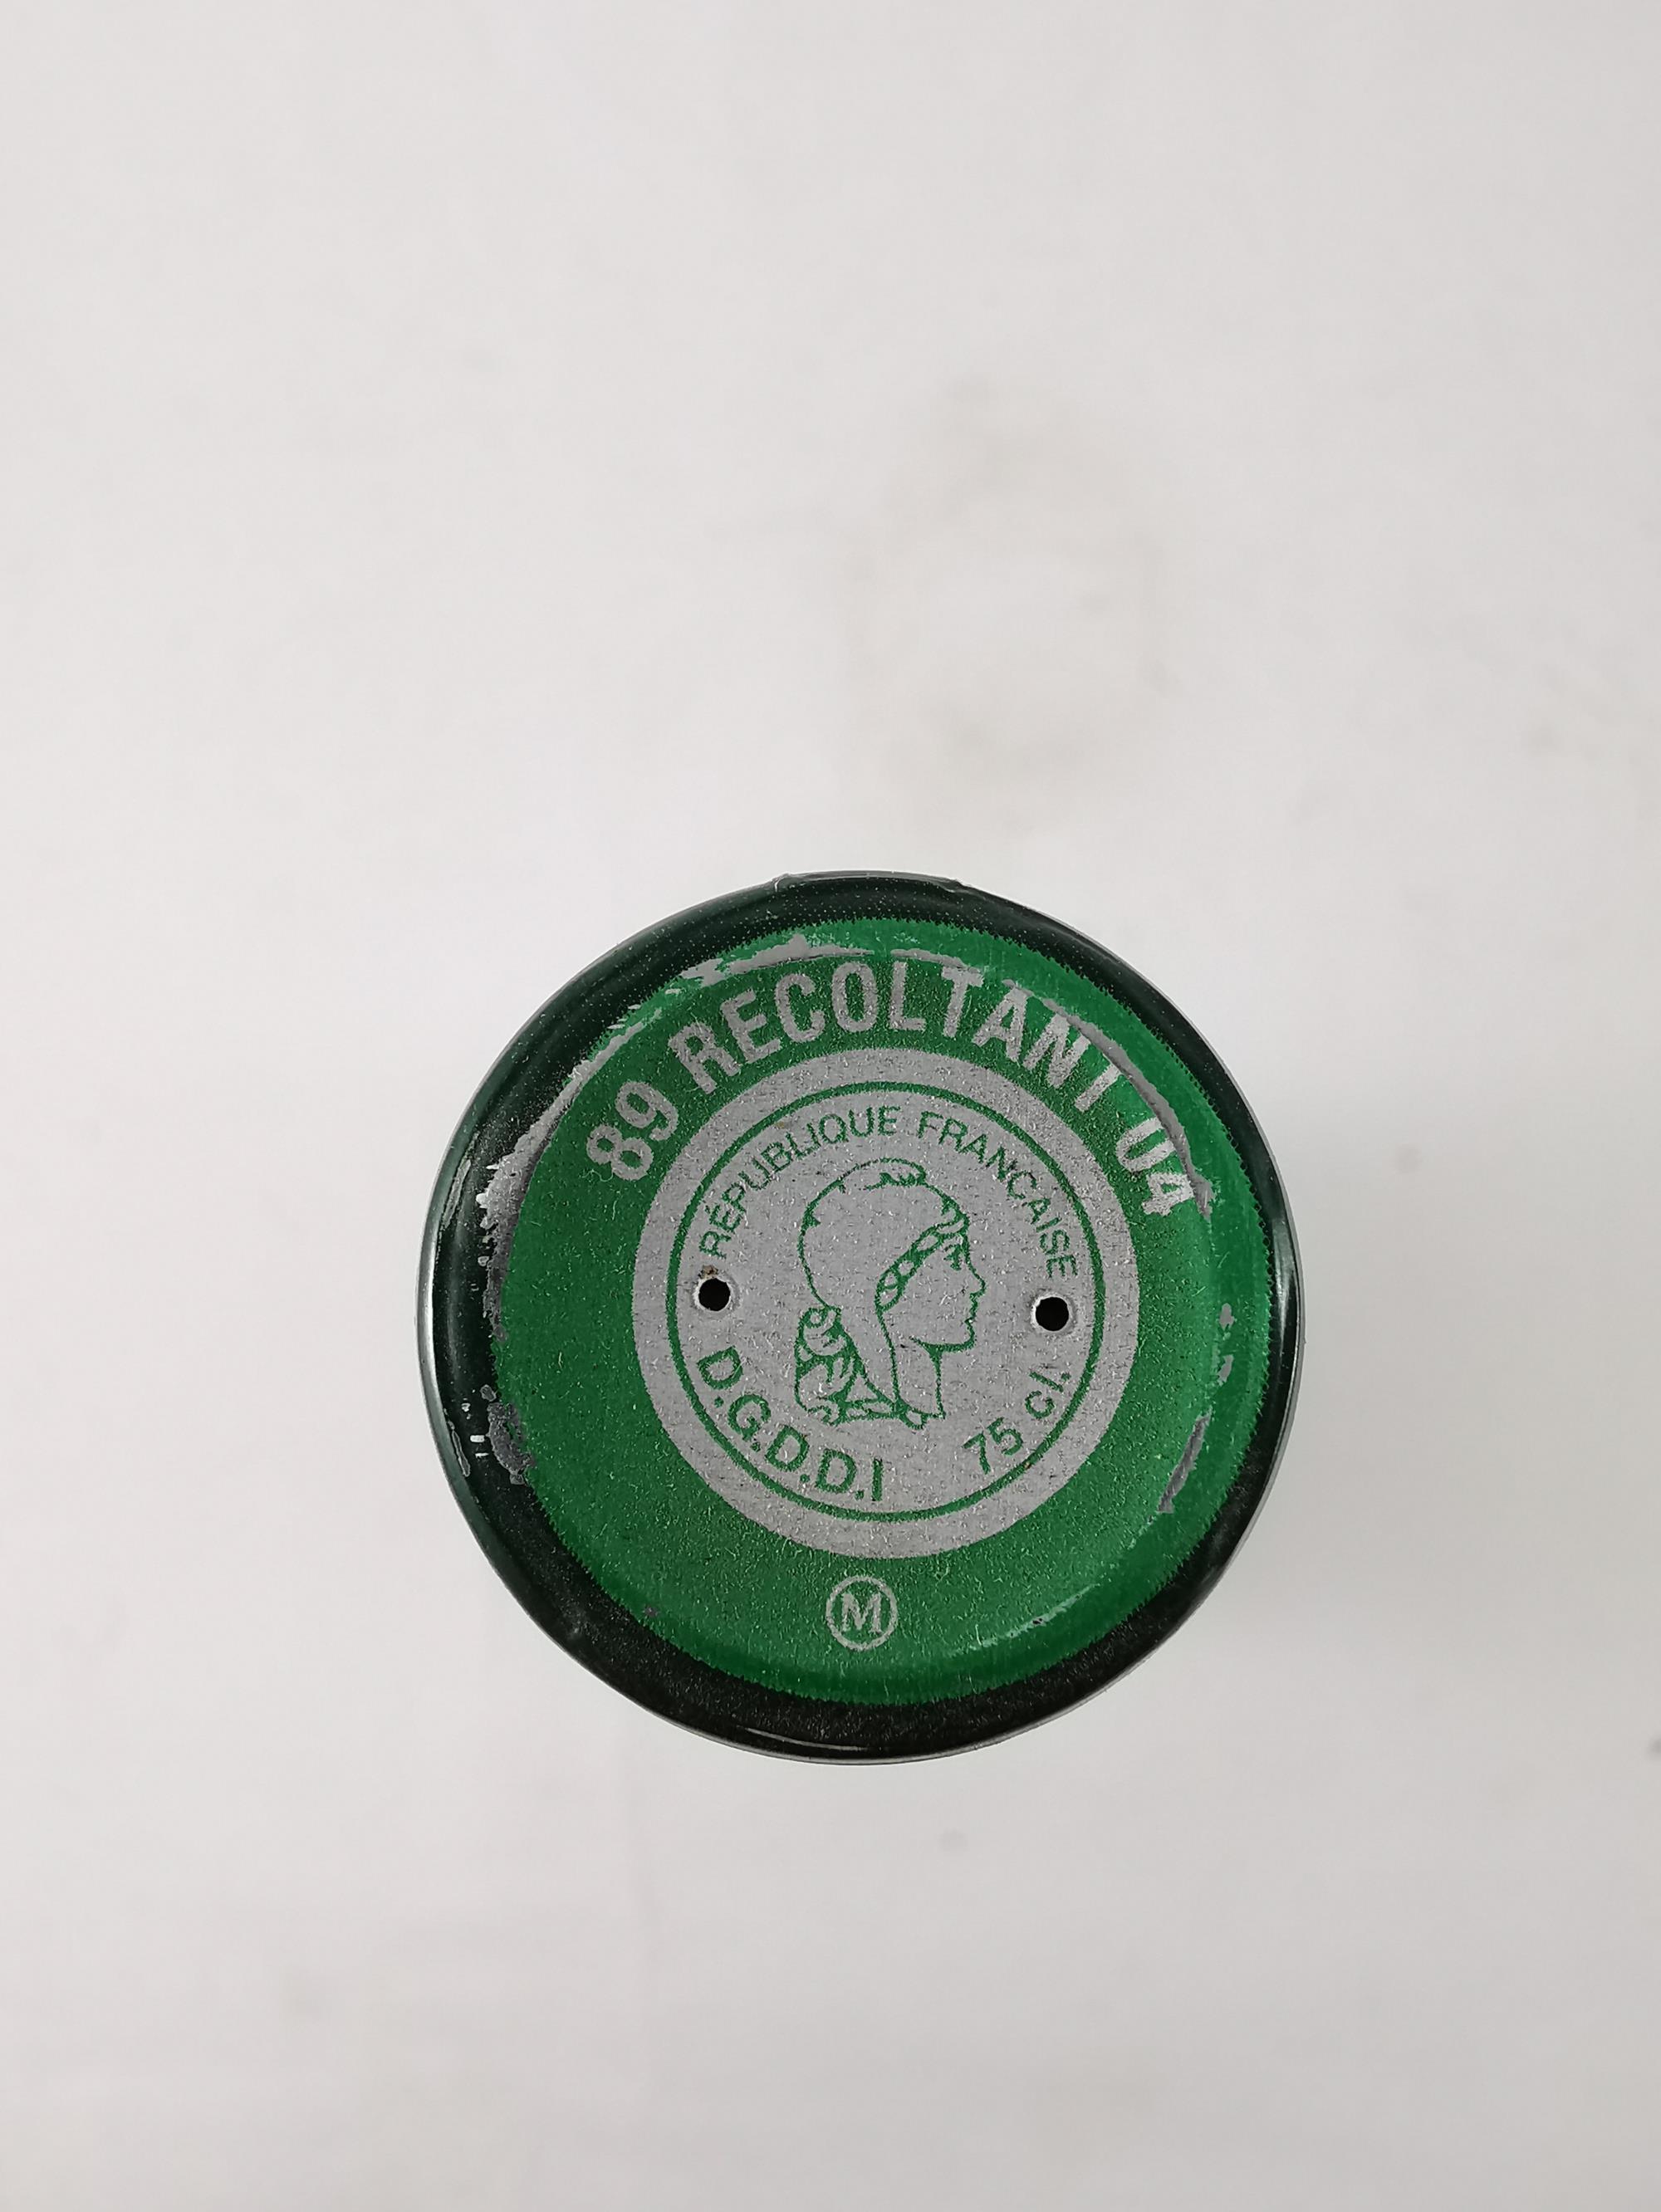 89 RECOLTANT 04
RÉPUBLIQUE FRANÇAISE
D.G.D.D.I
75 cl.
M